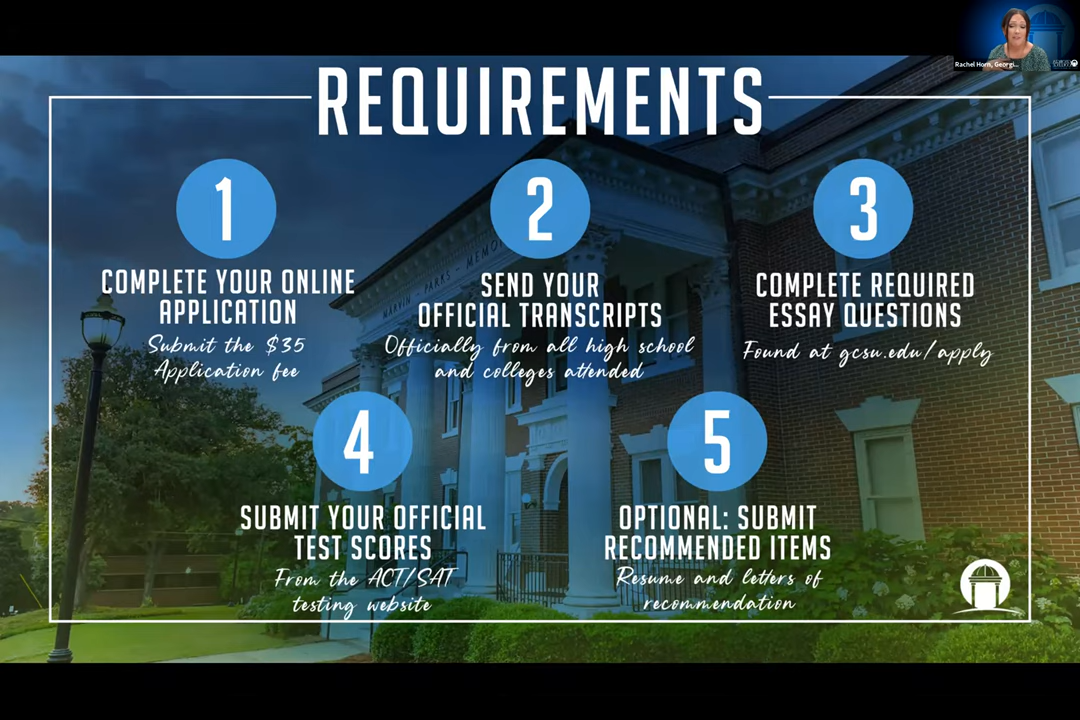 Rachel Horn, Georgi...
REQUIREMENTS
1
COMPLETE YOUR ONLINE
APPLICATION
Submit the $35
Application fee
2
SEND YOUR
OFFICIAL TRANSCRIPTS
Officially from all high school
and colleges attended
3
COMPLETE REQUIRED
ESSAY QUESTIONS
Found at gcsu.edu/apply
4
SUBMIT YOUR OFFICIAL
TEST SCORES
From the ACT/SAT
testing website
5
OPTIONAL: SUBMIT
RECOMMENDED ITEMS
Resume and letters of
recommendation
MARVIN - PARKS - MEMO